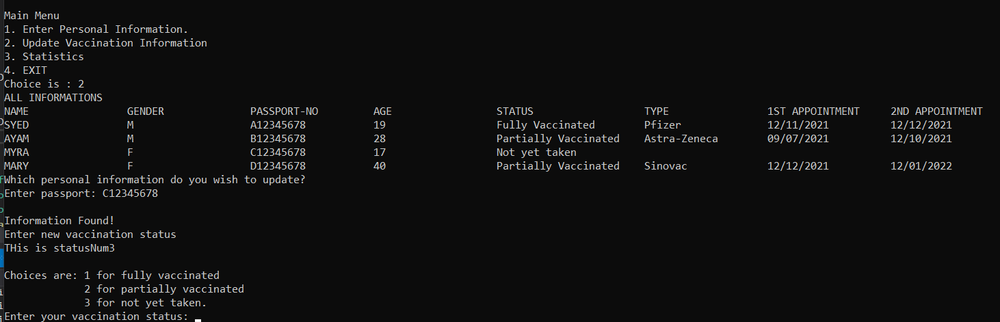 Main Menu
1. Enter Personal Information.
2. Update Vaccination Information
3. Statistics
4. EXIT
Choice is : 2
ALL INFORMATIONS
NAME GENDER PASSPORT-NO AGE STATUS TYPE 1ST APPOINTMENT 2ND APPOINTMENT
SYED M A12345678 19 Fully Vaccinated Pfizer 12/11/2021 12/12/2021
AYAM M B12345678 28 Partially Vaccinated Astra-Zeneca 09/07/2021 12/10/2021
MYRA F C12345678 17 Not yet taken
MARY F D12345678 40 Partially Vaccinated Sinovac 12/12/2021 12/01/2022
Which personal information do you wish to update?
Enter passport: C12345678
Information Found!
Enter new vaccination status
THis is statusNum3
Choices are: 1 for fully vaccinated
2 for partially vaccinated
3 for not yet taken.
Enter your vaccination status: